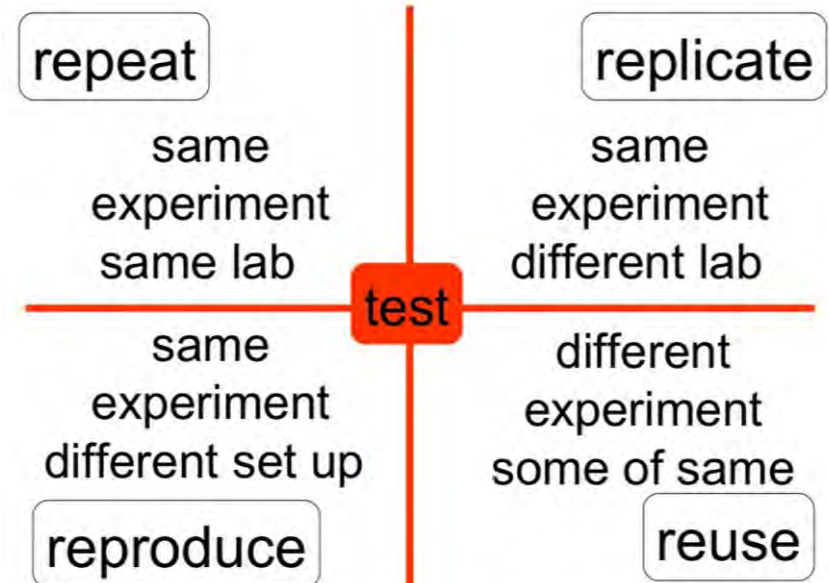 repeat
same
experiment
same lab
replicate
same
experiment
different lab
test
same
experiment
different set up
reproduce
different
experiment
some of same
reuse